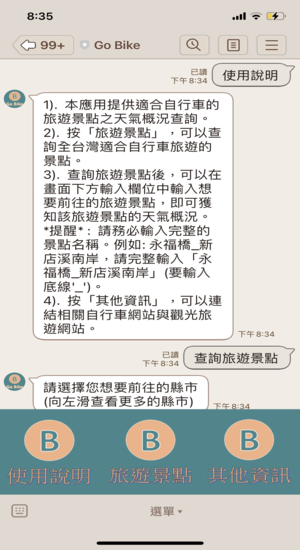 8:35
99+
Go Bike
已讀
下午8:34
使用說明
B
Go Bike
1). 本應用提供適合自行車的
旅遊景點之天氣概況查詢。
2). 按「旅遊景點」，可以查
詢全台灣適合自行車旅遊的
景點。
3). 查詢旅遊景點後，可以在
畫面下方輸入欄位中輸入想
要前往的旅遊景點，即可獲
知該旅遊景點的天氣概況。
*提醒*：請務必輸入完整的
景點名稱。例如: 永福橋_新
店溪南岸，請完整輸入「永
福橋_新店溪南岸」(要輸入
底線'_')。
4). 按「其他資訊」，可以連
結相關自行車網站與觀光旅
遊網站。
下午8:34
已讀
下午8:34
查詢旅遊景點
B
Go Bike
請選擇您想要前往的縣市
(向左滑查看更多的縣市)
下午8:34
B
B
B
使用說明
旅遊景點
其他資訊
選單